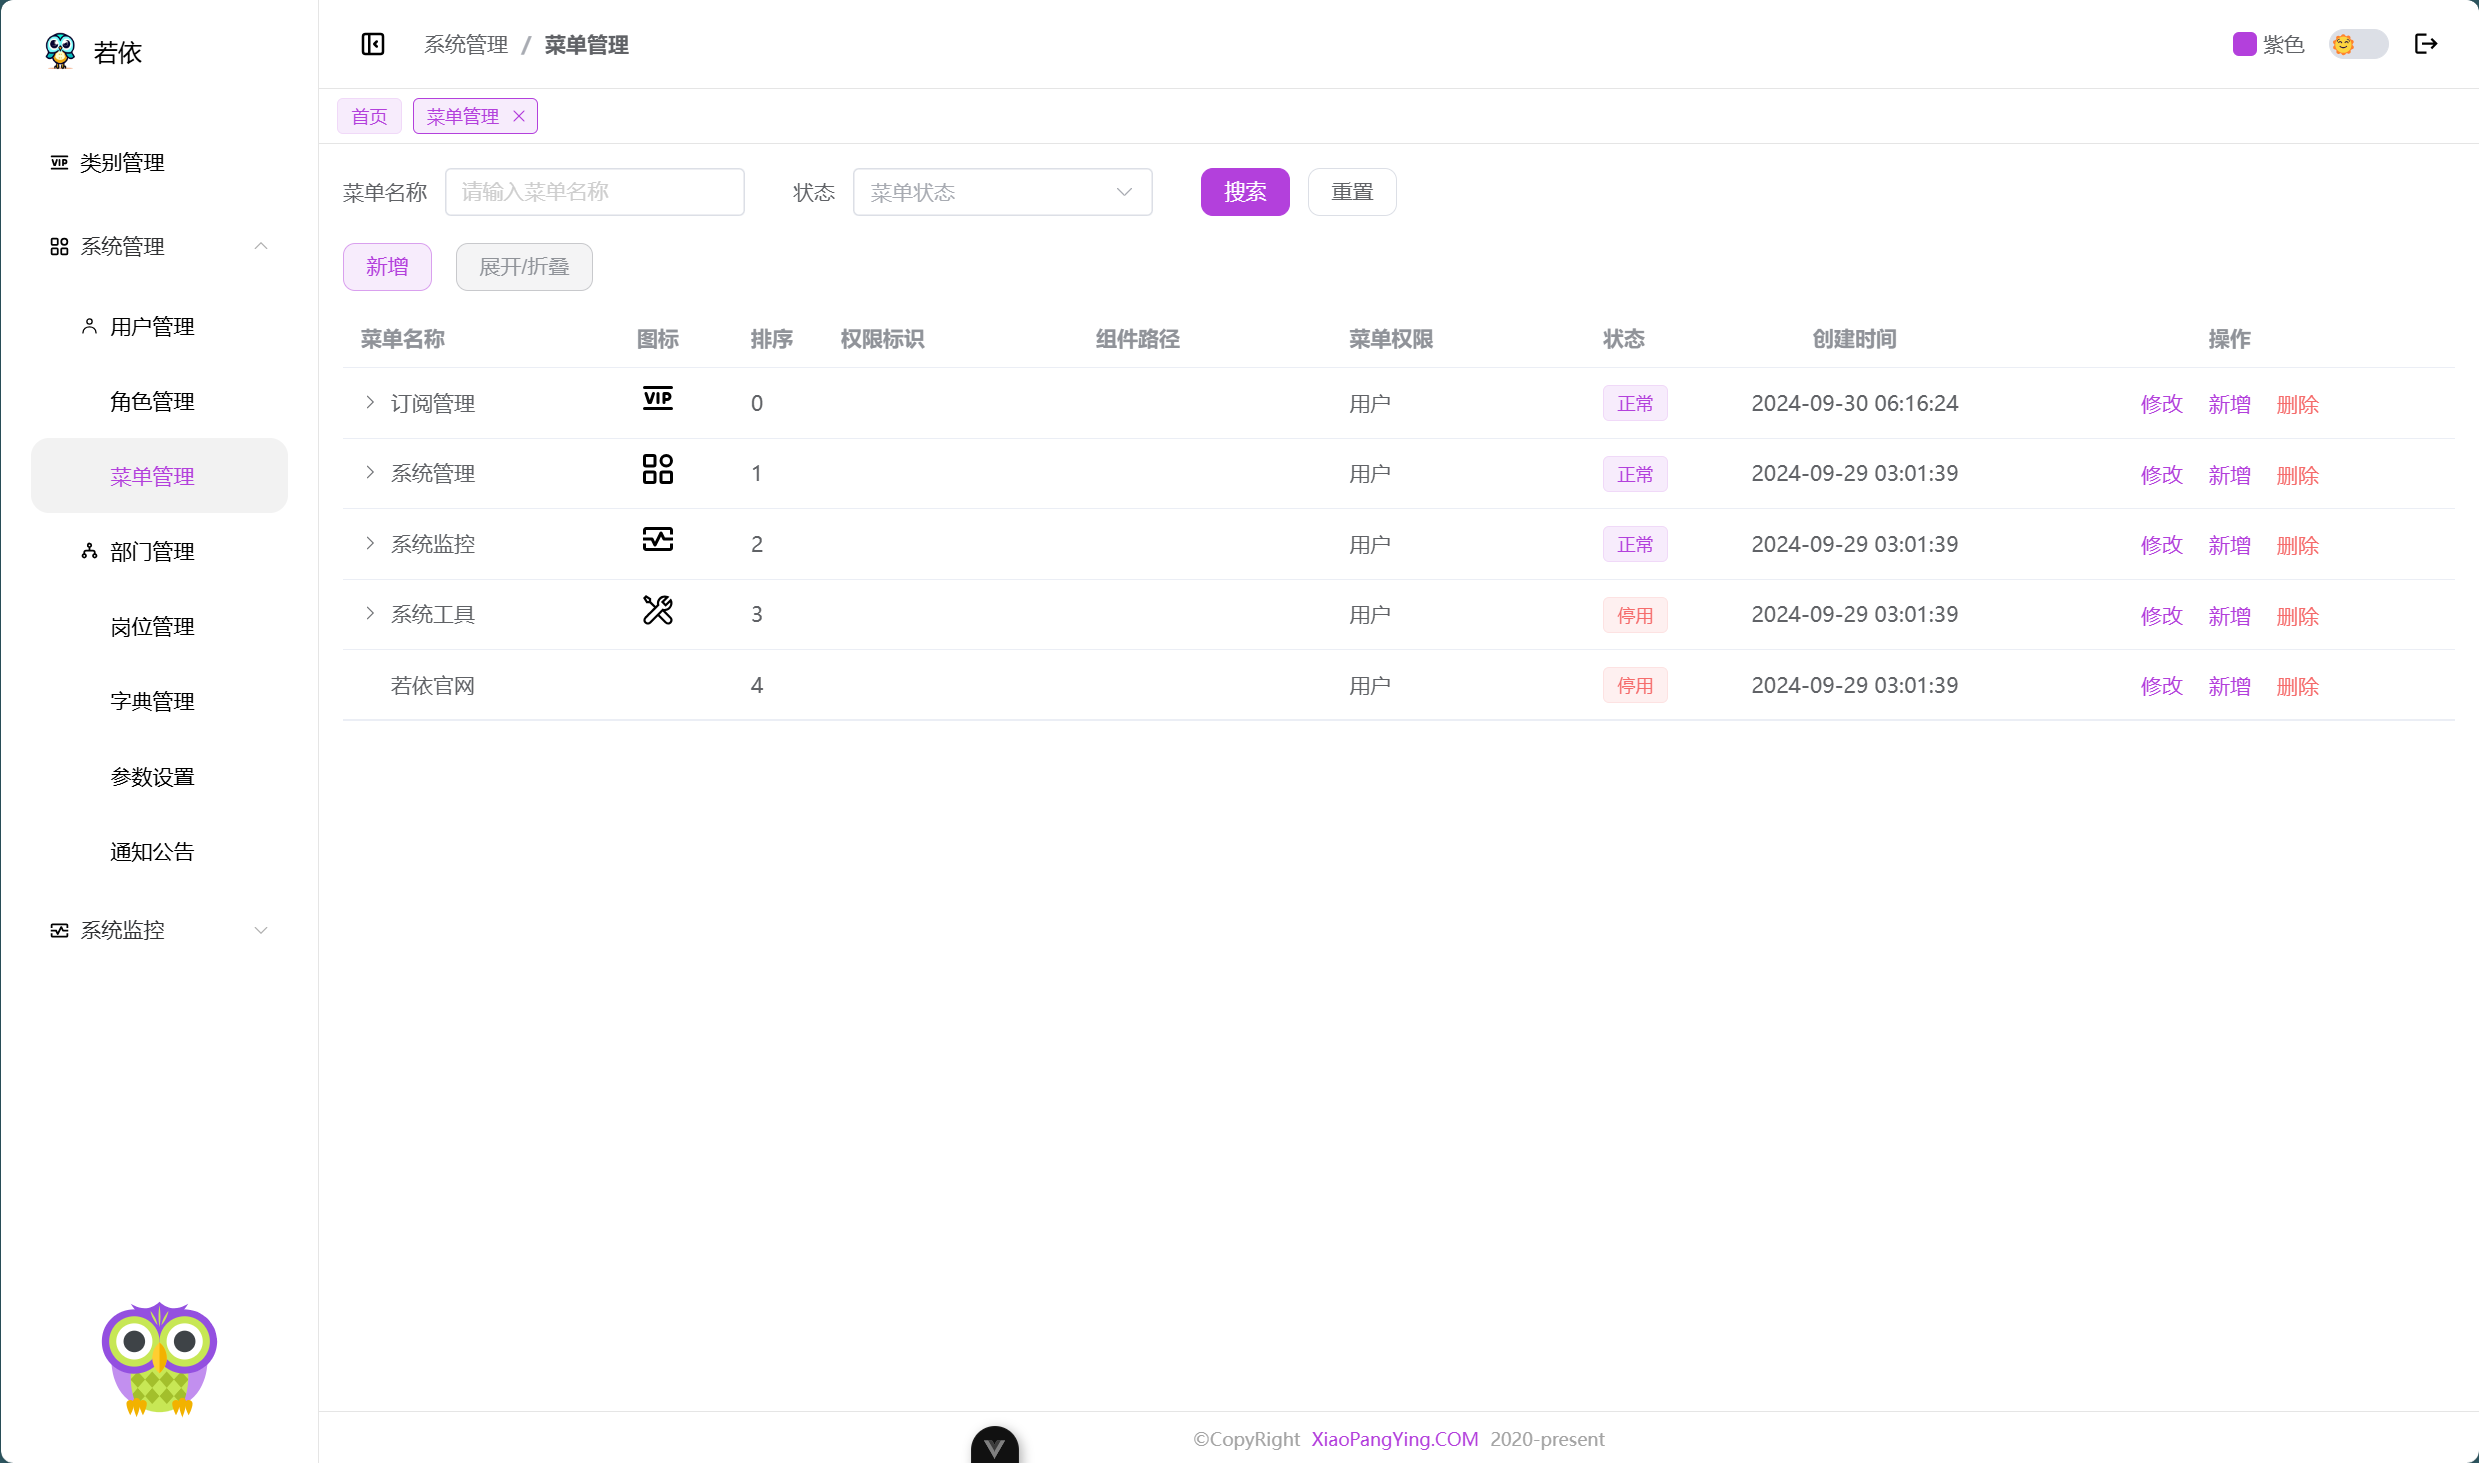 若依
系统管理 / 菜单管理
紫色
首页 菜单管理
VIP 类别管理
系统管理
用户管理
角色管理
菜单管理
部门管理
岗位管理
字典管理
参数设置
通知公告
系统监控
菜单名称 请输入菜单名称 状态 菜单状态 搜索 重置
新增 展开/折叠
菜单名称 图标 排序 权限标识 组件路径 菜单权限 状态 创建时间 操作
订阅管理 VIP 0 用户 正常 2024-09-30 06:16:24 修改 新增 删除
系统管理 1 用户 正常 2024-09-29 03:01:39 修改 新增 删除
系统监控 2 用户 正常 2024-09-29 03:01:39 修改 新增 删除
系统工具 3 用户 停用 2024-09-29 03:01:39 修改 新增 删除
若依官网 4 用户 停用 2024-09-29 03:01:39 修改 新增 删除
©CopyRight XiaoPangYing.COM 2020-present